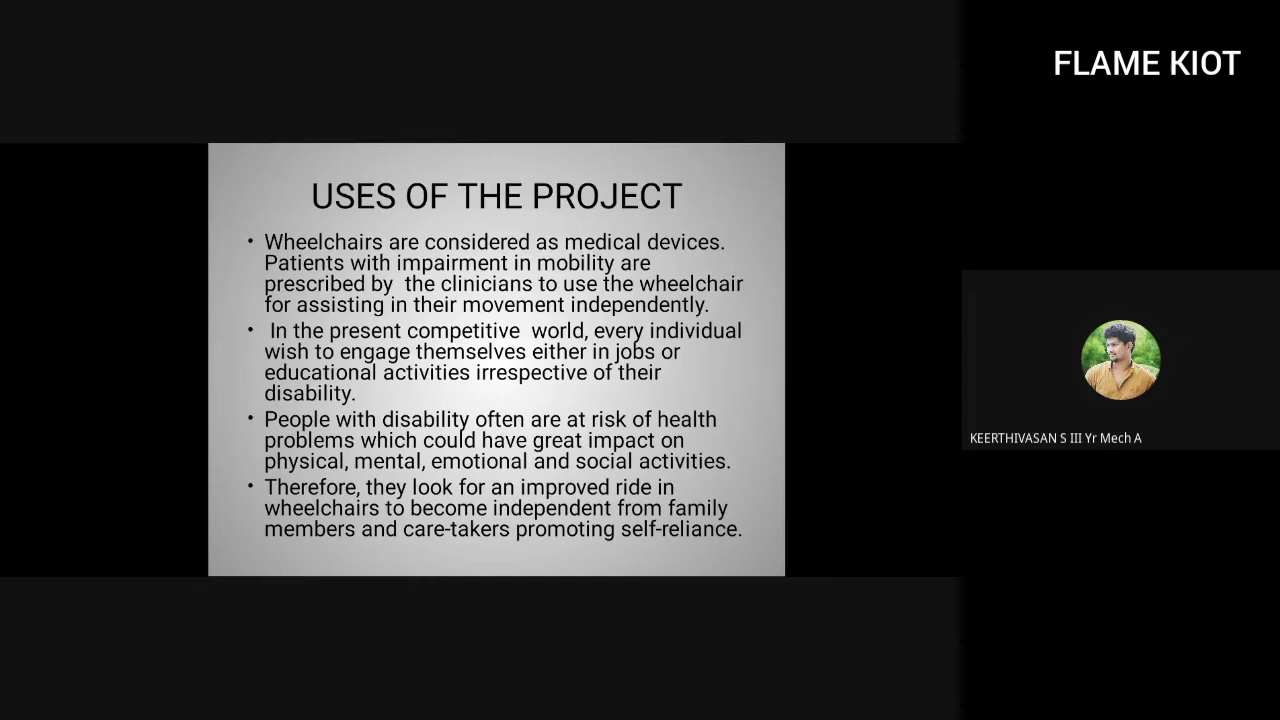 FLAME KIOT
USES OF THE PROJECT
• Wheelchairs are considered as medical devices.
Patients with impairment in mobility are
prescribed by  the clinicians to use the wheelchair
for assisting in their movement independently.
•  In the present competitive  world, every individual
wish to engage themselves either in jobs or
educational activities irrespective of their
disability.
• People with disability often are at risk of health
problems which could have great impact on
physical, mental, emotional and social activities.
• Therefore, they look for an improved ride in
wheelchairs to become independent from family
members and care-takers promoting self-reliance.
KEERTHIVASAN S III Yr Mech A